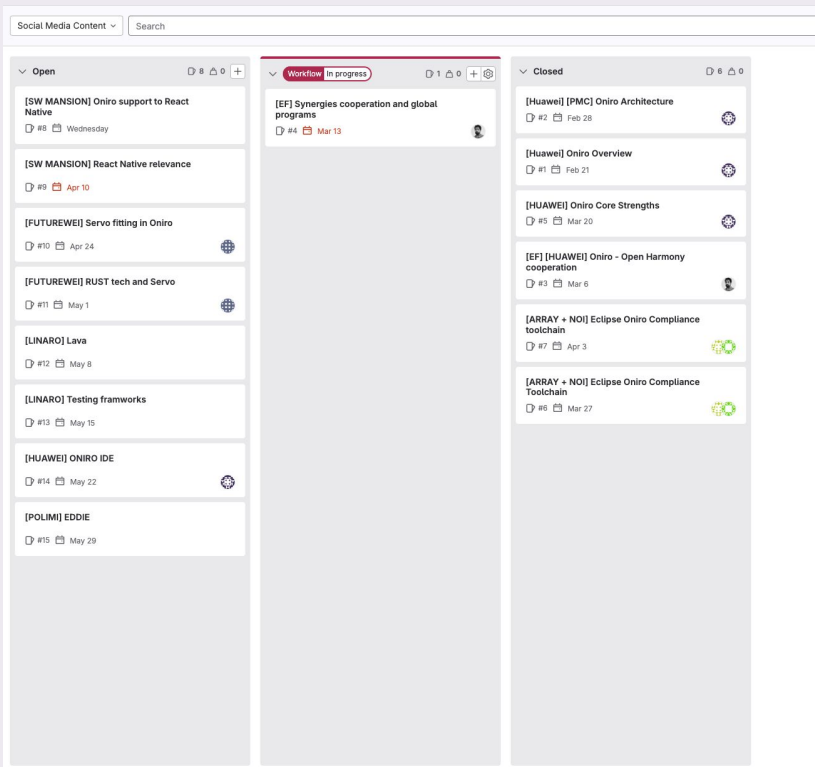 Social Media Content
Search
Open
8
0
[SW MANSION] Oniro support to React
Native
#8 Wednesday
[SW MANSION] React Native relevance
#9 Apr 10
[FUTUREWEI] Servo fitting in Oniro
#10 Apr 24
[FUTUREWEI] RUST tech and Servo
#11 May 1
[LINARO] Lava
#12 May 8
[LINARO] Testing framworks
#13 May 15
[HUAWEI] ONIRO IDE
#14 May 22
[POLIMI] EDDIE
#15 May 29
Workflow In progress
1
0
[EF] Synergies cooperation and global
programs
#4 Mar 13
Closed
6
0
[Huawei] [PMC] Oniro Architecture
#2 Feb 28
[Huawei] Oniro Overview
#1 Feb 21
[HUAWEI] Oniro Core Strengths
#5 Mar 20
[EF] [HUAWEI] Oniro - Open Harmony
cooperation
#3 Mar 6
[ARRAY + NOI] Eclipse Oniro Compliance
toolchain
#7 Apr 3
[ARRAY + NOI] Eclipse Oniro Compliance
Toolchain
#6 Mar 27